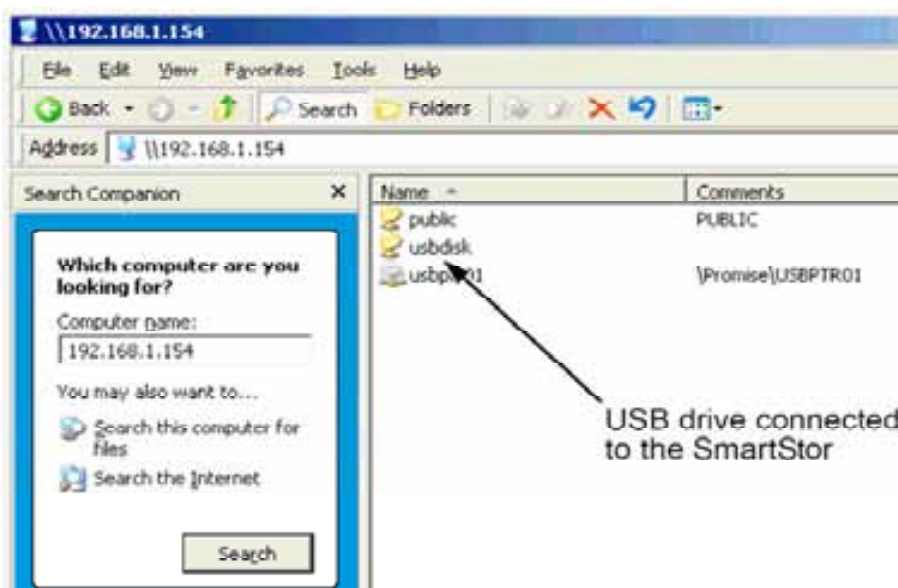 \\192.168.1.154
File Edit View Favorites Tools Help
Back Search Folders
Address \\192.168.1.154
Search Companion
Name Comments
public PUBLIC
usbdisk
\Promise\USBPTR01
Which computer are you
looking for?
Computer name:
192.168.1.154
You may also want to...
Search this computer for
files
Search the Internet
Search
USB drive connected
to the SmartStor